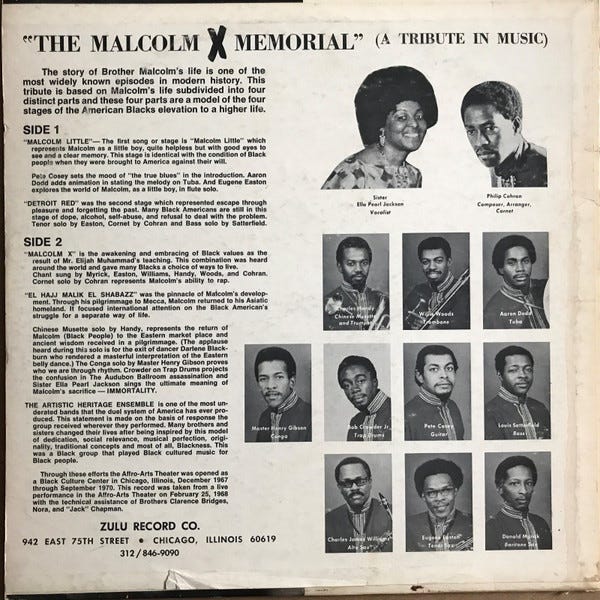 "THE MALCOLM X MEMORIAL" (A TRIBUTE IN MUSIC)
The story of Brother Malcolm's life is one of the
most widely known episodes in modern history. This
tribute is based on Malcolm's life subdivided into four
distinct parts and these four parts are a model of the four
stages of the American Blacks elevation to a higher life.
SIDE 1
"MALCOLM LITTLE"— The first song or stage is "Malcolm Little" which
represents Malcolm as a little boy, quite helpless but with good eyes to
see and a clear memory. This stage is identical with the condition of Black
people when they were brought to America against their will.
Pete Cosey sets the mood of "the true blues" in the introduction. Aaron
Dodd adds animation in stating the melody on Tuba. And Eugene Easton
explores the world of Malcolm, as a little boy, in flute solo.
"DETROIT RED" was the second stage which represented escape through
pleasure and forgetting the past. Many Black Americans are still in this
stage of dope, alcohol, self-abuse, and refusal to deal with the problem.
Tenor solo by Easton, Cornet by Cohran and Bass solo by Satterfield.
SIDE 2
"MALCOLM X" is the awakening and embracing of Black values as the
result of Mr. Elijah Muhammad's teaching. This combination was heard
around the world and gave many Blacks a choice of ways to live.
Chant sung by Myrick, Easton, Williams, Handy, Woods, and Cohran.
Cornet solo by Cohran represents Malcolm's ability to rap.
"EL HAJJ MALIK EL SHABAZZ" was the pinnacle of Malcolm's develop-
ment. Through his pilgrimmage to Mecca, Malcolm returned to his Asiatic
homeland. It focused international attention on the Black American's
struggle for a separate way of life.
Chinese Musette solo by Handy, represents the return of
Malcolm (Black People) to the Eastern market place and
ancient wisdom received in a pilgrimmage. (The applause
heard during this solo is for the exit of dancer Darlene Black-
burn who rendered a masterful interpretation of the Eastern
belly dance.) The Conga solo by Master Henry Gibson proves
who we are through rhythm. Crowder on Trap Drums projects
the confusion in The Audubon Ballroom assassination and
Sister Ella Pearl Jackson sings the ultimate meaning of
Malcolm's sacrifice — IMMORTALITY.
THE ARTISTIC HERITAGE ENSEMBLE is one of the most un-
derated bands that the duel system of America has ever pro-
duced. This statement is made on the basis of response the
group received wherever they performed. Many brothers and
sisters changed their lives after being inspired by this model
of dedication, social relevance, musical perfection, origi-
nality, traditional concepts and most of all, Blackness. This
was a Black group that played Black cultured music for
Black people.
Through these efforts the Affro-Arts Theater was opened as
a Black Culture Center in Chicago, Illinois, December 1967
through September 1970. This record was taken from a live
performance in the Affro-Arts Theater on February 25, 1968
with the technical assistance of Brothers Clarence Bridges,
Nora, and "Jack" Chapman.
ZULU RECORD CO.
942 EAST 75TH STREET • CHICAGO, ILLINOIS 60619
312/846-9090
Sister
Ella Pearl Jackson
Vocalist
Philip Cohran
Composer, Arranger,
Cornet
Charles Handy
Chinese Musette
and Trumpet
Willie Woods
Trombone
Aaron Dodd
Tuba
Master Henry Gibson
Conga
Bob Crowder Jr.
Trap Drums
Pete Cosey
Guitar
Louis Satterfield
Bass
Charles James Williams
Alto Sax
Eugene Easton
Tenor Sax
Donald Myrick
Baritone Sax